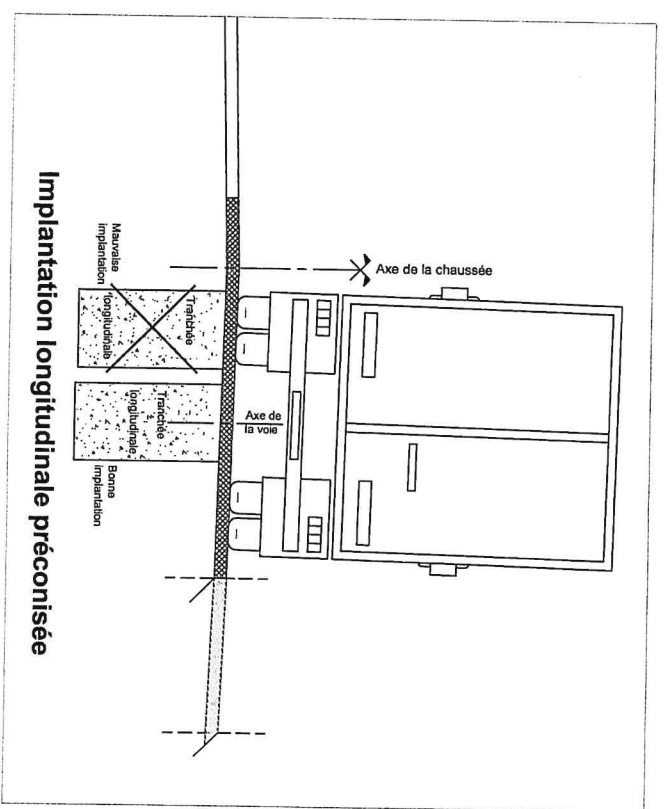 Axe de la chaussée
Axe de
la voie
Tranchée
longitudinale
Tranchée
longitudinale
Mauvaise
implantation
Bonne
implantation
Implantation longitudinale préconisée